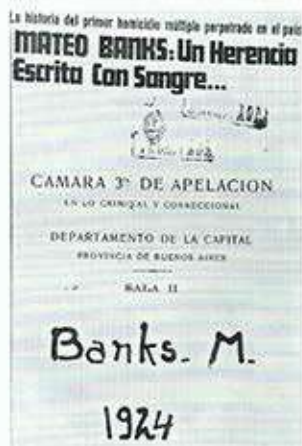 La historia del primer homicidio múltiple perpetrado en el país
MATEO BANKS: Un Herencia
Escrita Con Sangre...
CAMARA 3ª DE APELACION
EN LO CRIMINAL Y CORRECCIONAL
DEPARTAMENTO DE LA CAPITAL
PROVINCIA DE BUENOS AIRES
SALA II
Banks. M.
1924